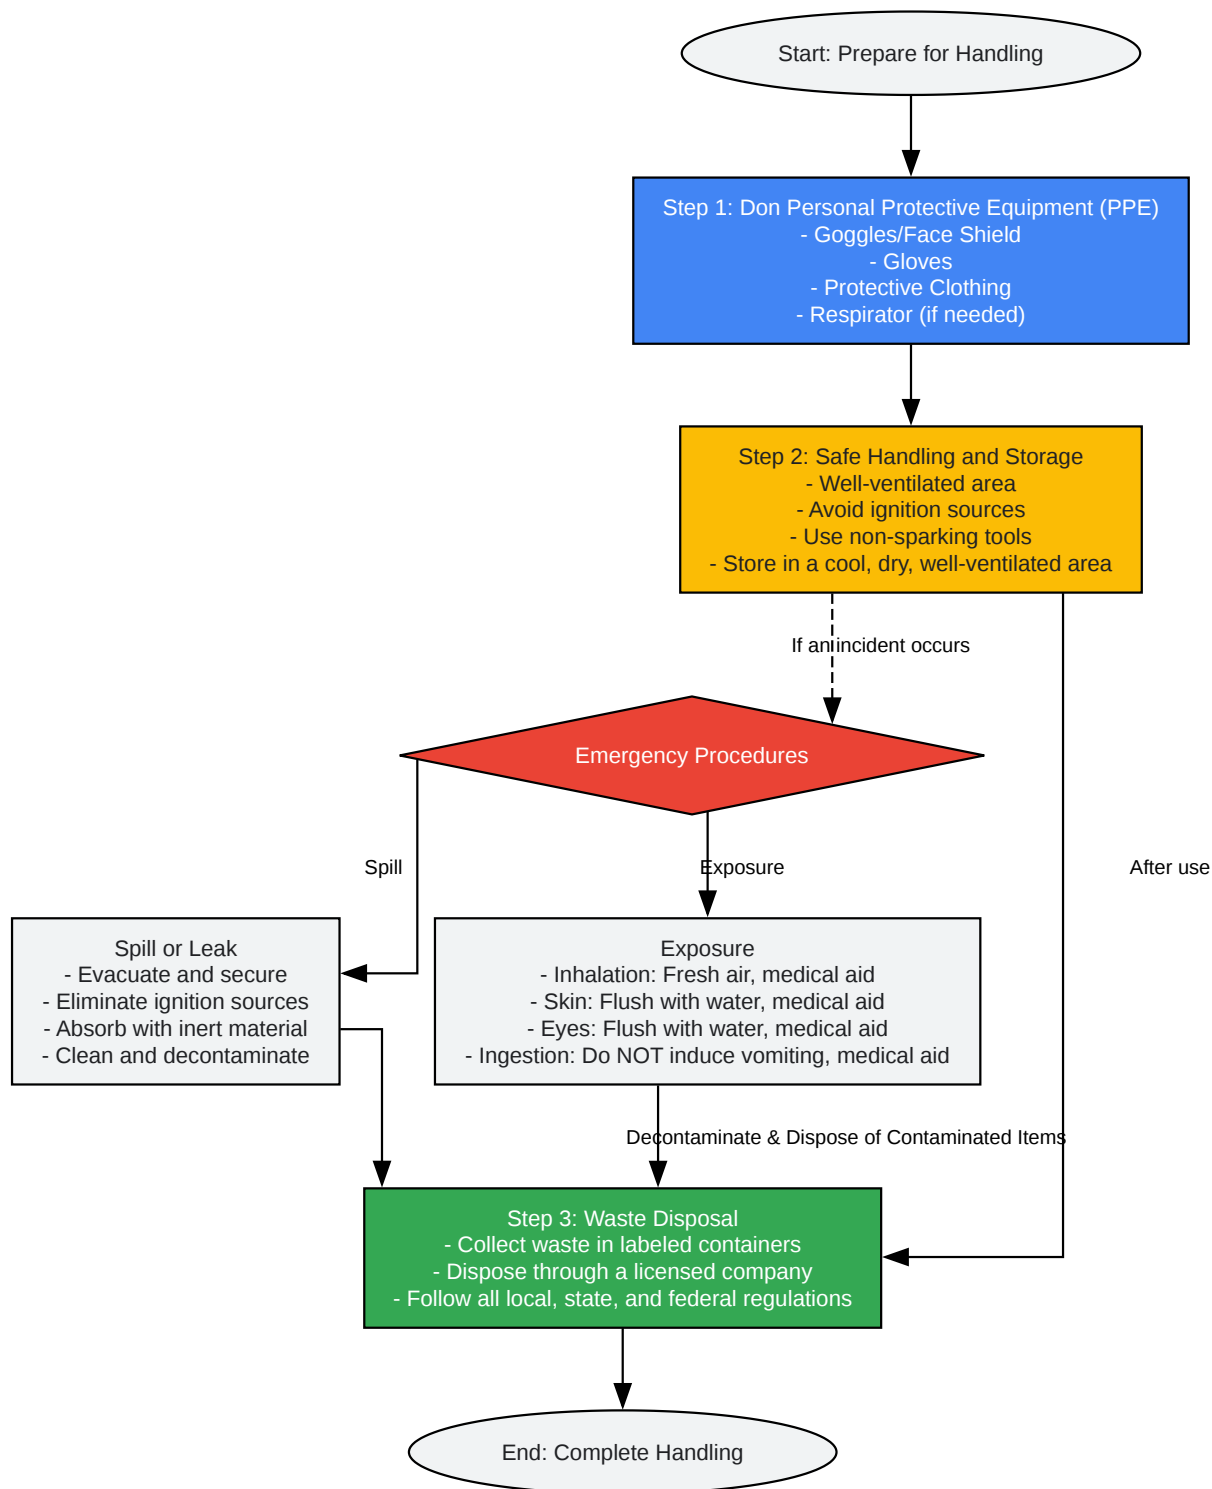 Start: Prepare for Handling
Step 1: Don Personal Protective Equipment (PPE)
- Goggles/Face Shield
- Gloves
- Protective Clothing
- Respirator (if needed)
Step 2: Safe Handling and Storage
- Well-ventilated area
- Avoid ignition sources
- Use non-sparking tools
- Store in a cool, dry, well-ventilated area
If an incident occurs
Emergency Procedures
Spill
Exposure
After use
Spill or Leak
- Evacuate and secure
- Eliminate ignition sources
- Absorb with inert material
- Clean and decontaminate
Exposure
- Inhalation: Fresh air, medical aid
- Skin: Flush with water, medical aid
- Eyes: Flush with water, medical aid
- Ingestion: Do NOT induce vomiting, medical aid
Decontaminate & Dispose of Contaminated Items
Step 3: Waste Disposal
- Collect waste in labeled containers
- Dispose through a licensed company
- Follow all local, state, and federal regulations
End: Complete Handling